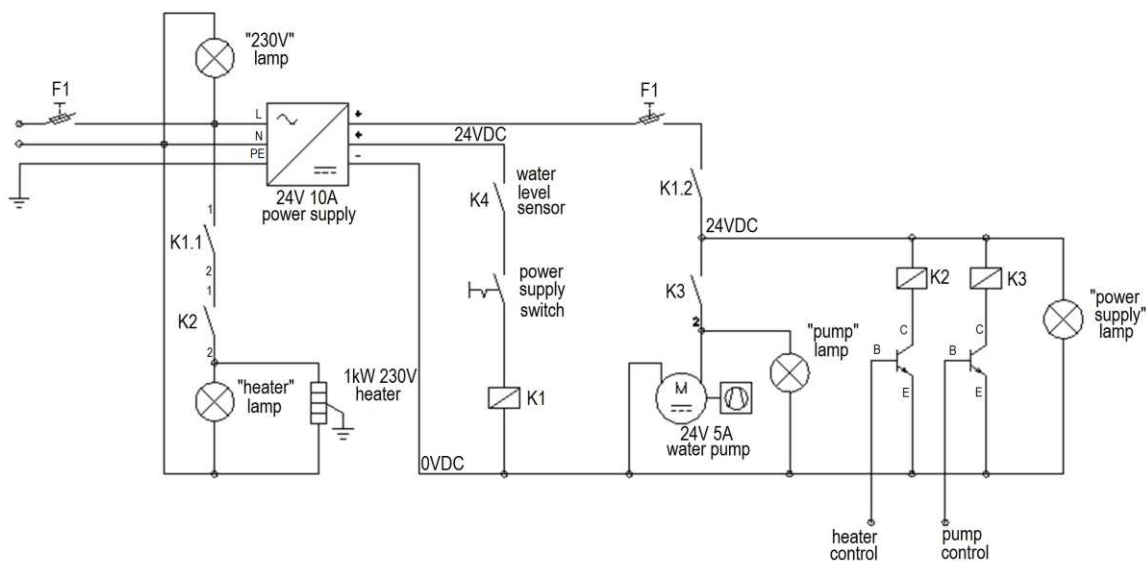 "230V"
lamp
F1
L
N
PE
+
+
-
24V 10A
power supply
24VDC
F1
K1.2
24VDC
water
level
sensor
K4
1
K1.1
2
1
K2
2
power
supply
switch
K3
2
K2
K3
"power
supply"
lamp
"pump"
lamp
C
B
E
C
B
E
"heater"
lamp
1kW 230V
heater
K1
M
24V 5A
water pump
0VDC
heater
control
pump
control